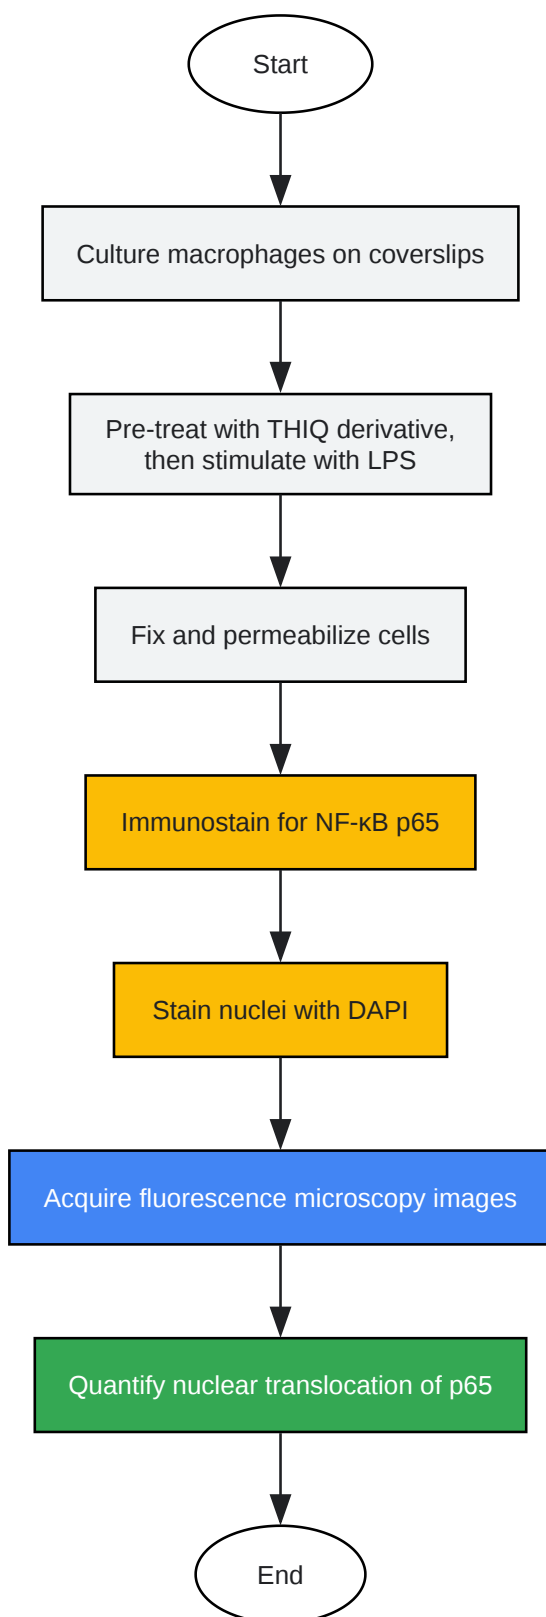 Start
Culture macrophages on coverslips
Pre-treat with THIQ derivative,
then stimulate with LPS
Fix and permeabilize cells
Immunostain for NF-κB p65
Stain nuclei with DAPI
Acquire fluorescence microscopy images
Quantify nuclear translocation of p65
End